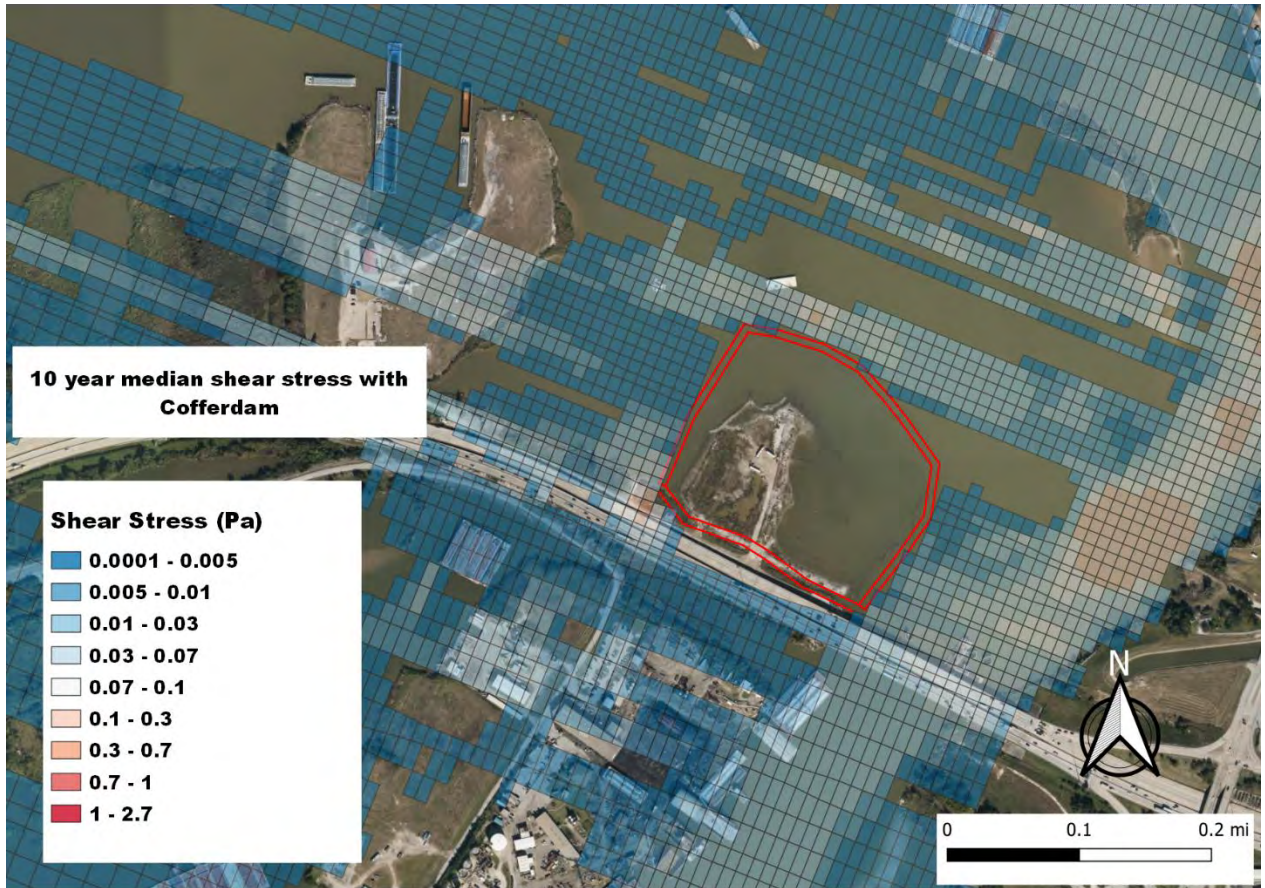 10 year median shear stress with
Cofferdam
Shear Stress (Pa)
0.0001 - 0.005
0.005 - 0.01
0.01 - 0.03
0.03 - 0.07
0.07 - 0.1
0.1 - 0.3
0.3 - 0.7
0.7 - 1
1 - 2.7
N
0 0.1 0.2 mi